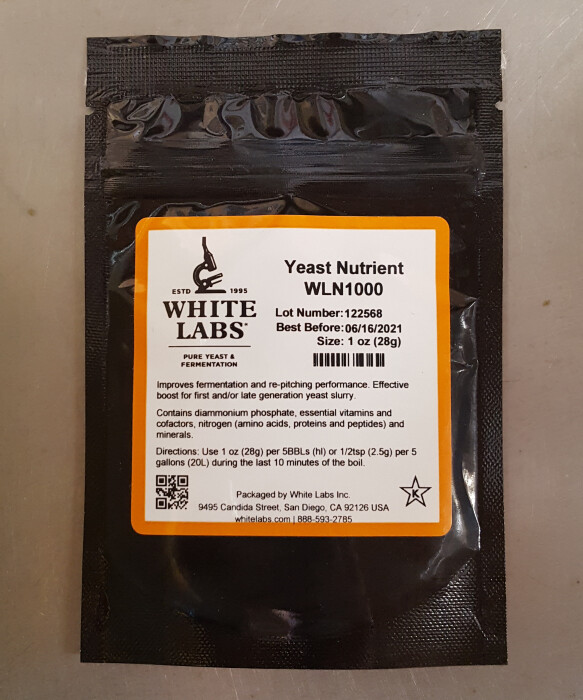 ESTD 1995
WHITE
LABS®
PURE YEAST &
FERMENTATION
Yeast Nutrient
WLN1000
Lot Number: 122568
Best Before: 06/16/2021
Size: 1 oz (28g)
Improves fermentation and re-pitching performance. Effective
boost for first and/or late generation yeast slurry.
Contains diammonium phosphate, essential vitamins and
cofactors, nitrogen (amino acids, proteins and peptides) and
minerals.
Directions: Use 1 oz (28g) per 5BBLs (hl) or 1/2tsp (2.5g) per 5
gallons (20L) during the last 10 minutes of the boil.
Packaged by White Labs Inc.
9495 Candida Street, San Diego, CA 92126 USA
whitelabs.com | 888-593-2785
K